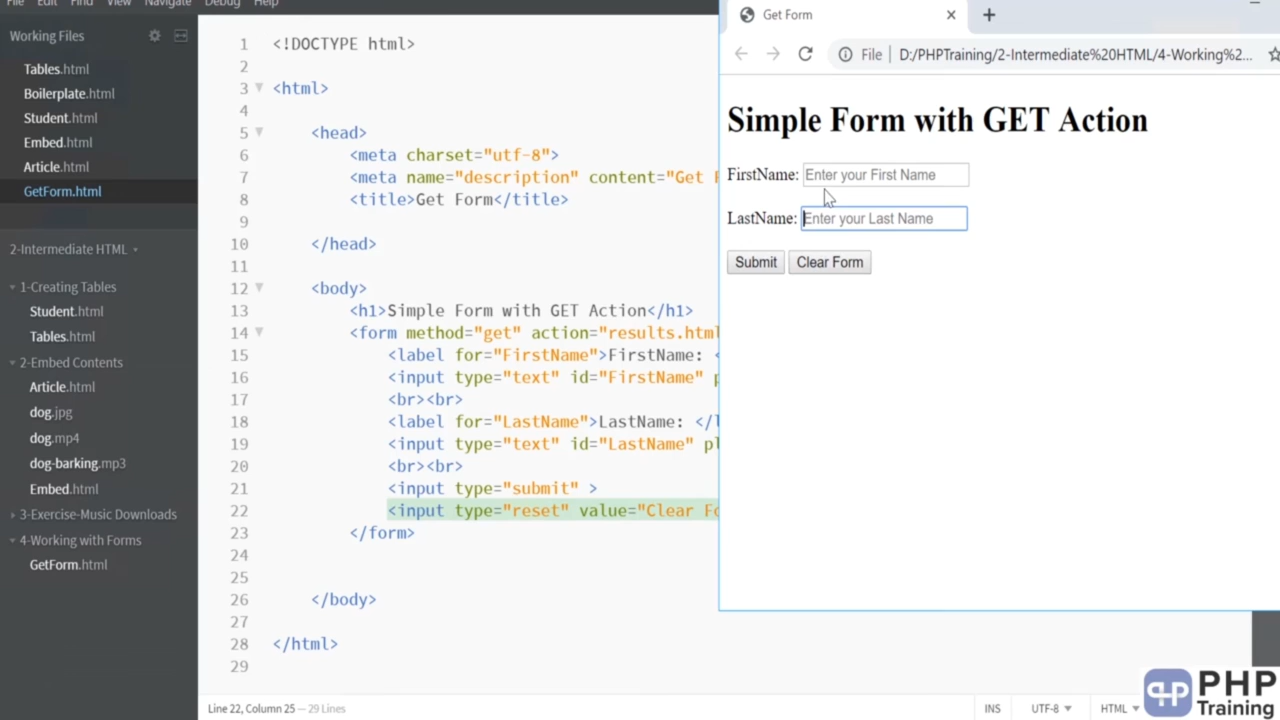 File Edit Find View Navigate Debug Help
Working Files
Tables.html
Boilerplate.html
Student.html
Embed.html
Article.html
GetForm.html
2-Intermediate HTML
1-Creating Tables
Student.html
Tables.html
2-Embed Contents
Article.html
dog.jpg
dog.mp4
dog-barking.mp3
Embed.html
3-Exercise-Music Downloads
4-Working with Forms
GetForm.html
1 <!DOCTYPE html>
2
3 <html>
4
5 <head>
6 <meta charset="utf-8">
7 <meta name="description" content="Get F
8 <title>Get Form</title>
9
10 </head>
11
12 <body>
13 <h1>Simple Form with GET Action</h1>
14 <form method="get" action="results.html
15 <label for="FirstName">FirstName: <
16 <input type="text" id="FirstName" p
17 <br><br>
18 <label for="LastName">LastName: </l
19 <input type="text" id="LastName" pl
20 <br><br>
21 <input type="submit" >
22 <input type="reset" value="Clear Fo
23 </form>
24
25
26 </body>
27
28 </html>
29
Line 22, Column 25 — 29 Lines
INS UTF-8 HTML
Get Form
File D:/PHPTraining/2-Intermediate%20HTML/4-Working%2...
Simple Form with GET Action
FirstName: Enter your First Name
LastName: Enter your Last Name
Submit Clear Form
PHP
Training